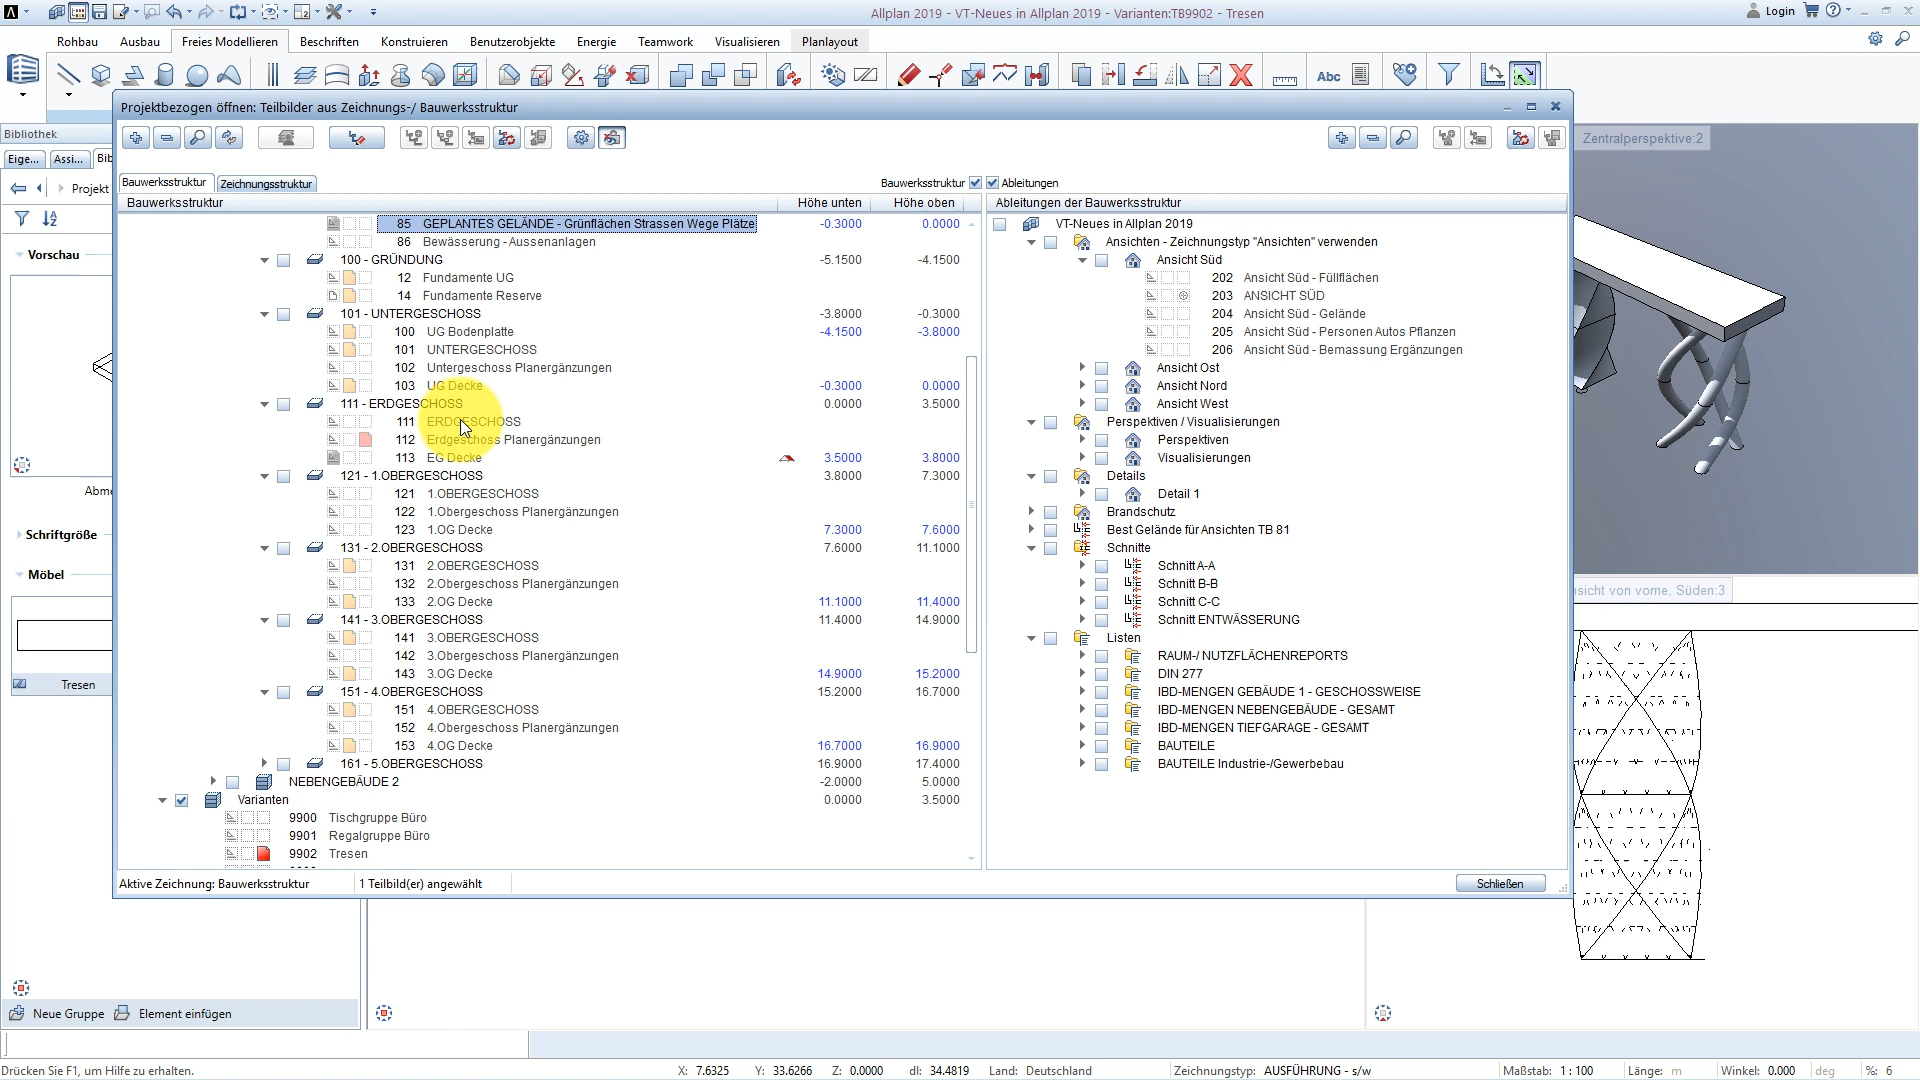 Allplan 2019 - VT-Neues in Allplan 2019 - Varianten:TB9902 - Tresen
Login
Rohbau Ausbau Freies Modellieren Beschriften Konstruieren Benutzerobjekte Energie Teamwork Visualisieren Planlayout
Abc
Projektbezogen öffnen: Teilbilder aus Zeichnungs-/ Bauwerksstruktur
Bibliothek
Zentralperspektive:2
Eige... Assi...
Projekt
Vorschau
Schriftgröße
Möbel
Tresen
Bauwerksstruktur Zeichnungsstruktur
Bauwerksstruktur Ableitungen
Bauwerksstruktur Höhe unten Höhe oben
85 GEPLANTES GELÄNDE - Grünflächen Strassen Wege Plätze -0.3000 0.0000
86 Bewässerung - Aussenanlagen
100 - GRÜNDUNG -5.1500 -4.1500
12 Fundamente UG
14 Fundamente Reserve
101 - UNTERGESCHOSS -3.8000 -0.3000
100 UG Bodenplatte -4.1500 -3.8000
101 UNTERGESCHOSS
102 Untergeschoss Planergänzungen
103 UG Decke -0.3000 0.0000
111 - ERDGESCHOSS 0.0000 3.5000
111 ERDGESCHOSS
112 Erdgeschoss Planergänzungen
113 EG Decke 3.5000 3.8000
121 - 1.OBERGESCHOSS 3.8000 7.3000
121 1.OBERGESCHOSS
122 1.Obergeschoss Planergänzungen
123 1.OG Decke 7.3000 7.6000
131 - 2.OBERGESCHOSS 7.6000 11.1000
131 2.OBERGESCHOSS
132 2.Obergeschoss Planergänzungen
133 2.OG Decke 11.1000 11.4000
141 - 3.OBERGESCHOSS 11.4000 14.9000
141 3.OBERGESCHOSS
142 3.Obergeschoss Planergänzungen
143 3.OG Decke 14.9000 15.2000
151 - 4.OBERGESCHOSS 15.2000 16.7000
151 4.OBERGESCHOSS
152 4.Obergeschoss Planergänzungen
153 4.OG Decke 16.7000 16.9000
161 - 5.OBERGESCHOSS 16.9000 17.4000
NEBENGEBÄUDE 2 -2.0000 5.0000
Varianten 0.0000 3.5000
9900 Tischgruppe Büro
9901 Regalgruppe Büro
9902 Tresen
Aktive Zeichnung: Bauwerksstruktur 1 Teilbild(er) angewählt
Ableitungen der Bauwerksstruktur
VT-Neues in Allplan 2019
Ansichten - Zeichnungstyp "Ansichten" verwenden
Ansicht Süd
202 Ansicht Süd - Füllflächen
203 ANSICHT SÜD
204 Ansicht Süd - Gelände
205 Ansicht Süd - Personen Autos Pflanzen
206 Ansicht Süd - Bemassung Ergänzungen
Ansicht Ost
Ansicht Nord
Ansicht West
Perspektiven / Visualisierungen
Perspektiven
Visualisierungen
Details
Detail 1
Brandschutz
Best Gelände für Ansichten TB 81
Schnitte
Schnitt A-A
Schnitt B-B
Schnitt C-C
Schnitt ENTWÄSSERUNG
Listen
RAUM-/ NUTZFLÄCHENREPORTS
DIN 277
IBD-MENGEN GEBÄUDE 1 - GESCHOSSWEISE
IBD-MENGEN NEBENGEBÄUDE - GESAMT
IBD-MENGEN TIEFGARAGE - GESAMT
BAUTEILE
BAUTEILE Industrie-/Gewerbebau
Schließen
von vorne, Süden:3
Neue Gruppe Element einfügen
Drücken Sie F1, um Hilfe zu erhalten. X: 7.6325 Y: 33.6266 Z: 0.0000 dl: 34.4819 Land: Deutschland Zeichnungstyp: AUSFÜHRUNG - s/w Maßstab: 1 : 100 Länge: m Winkel: 0.000 deg %: 6